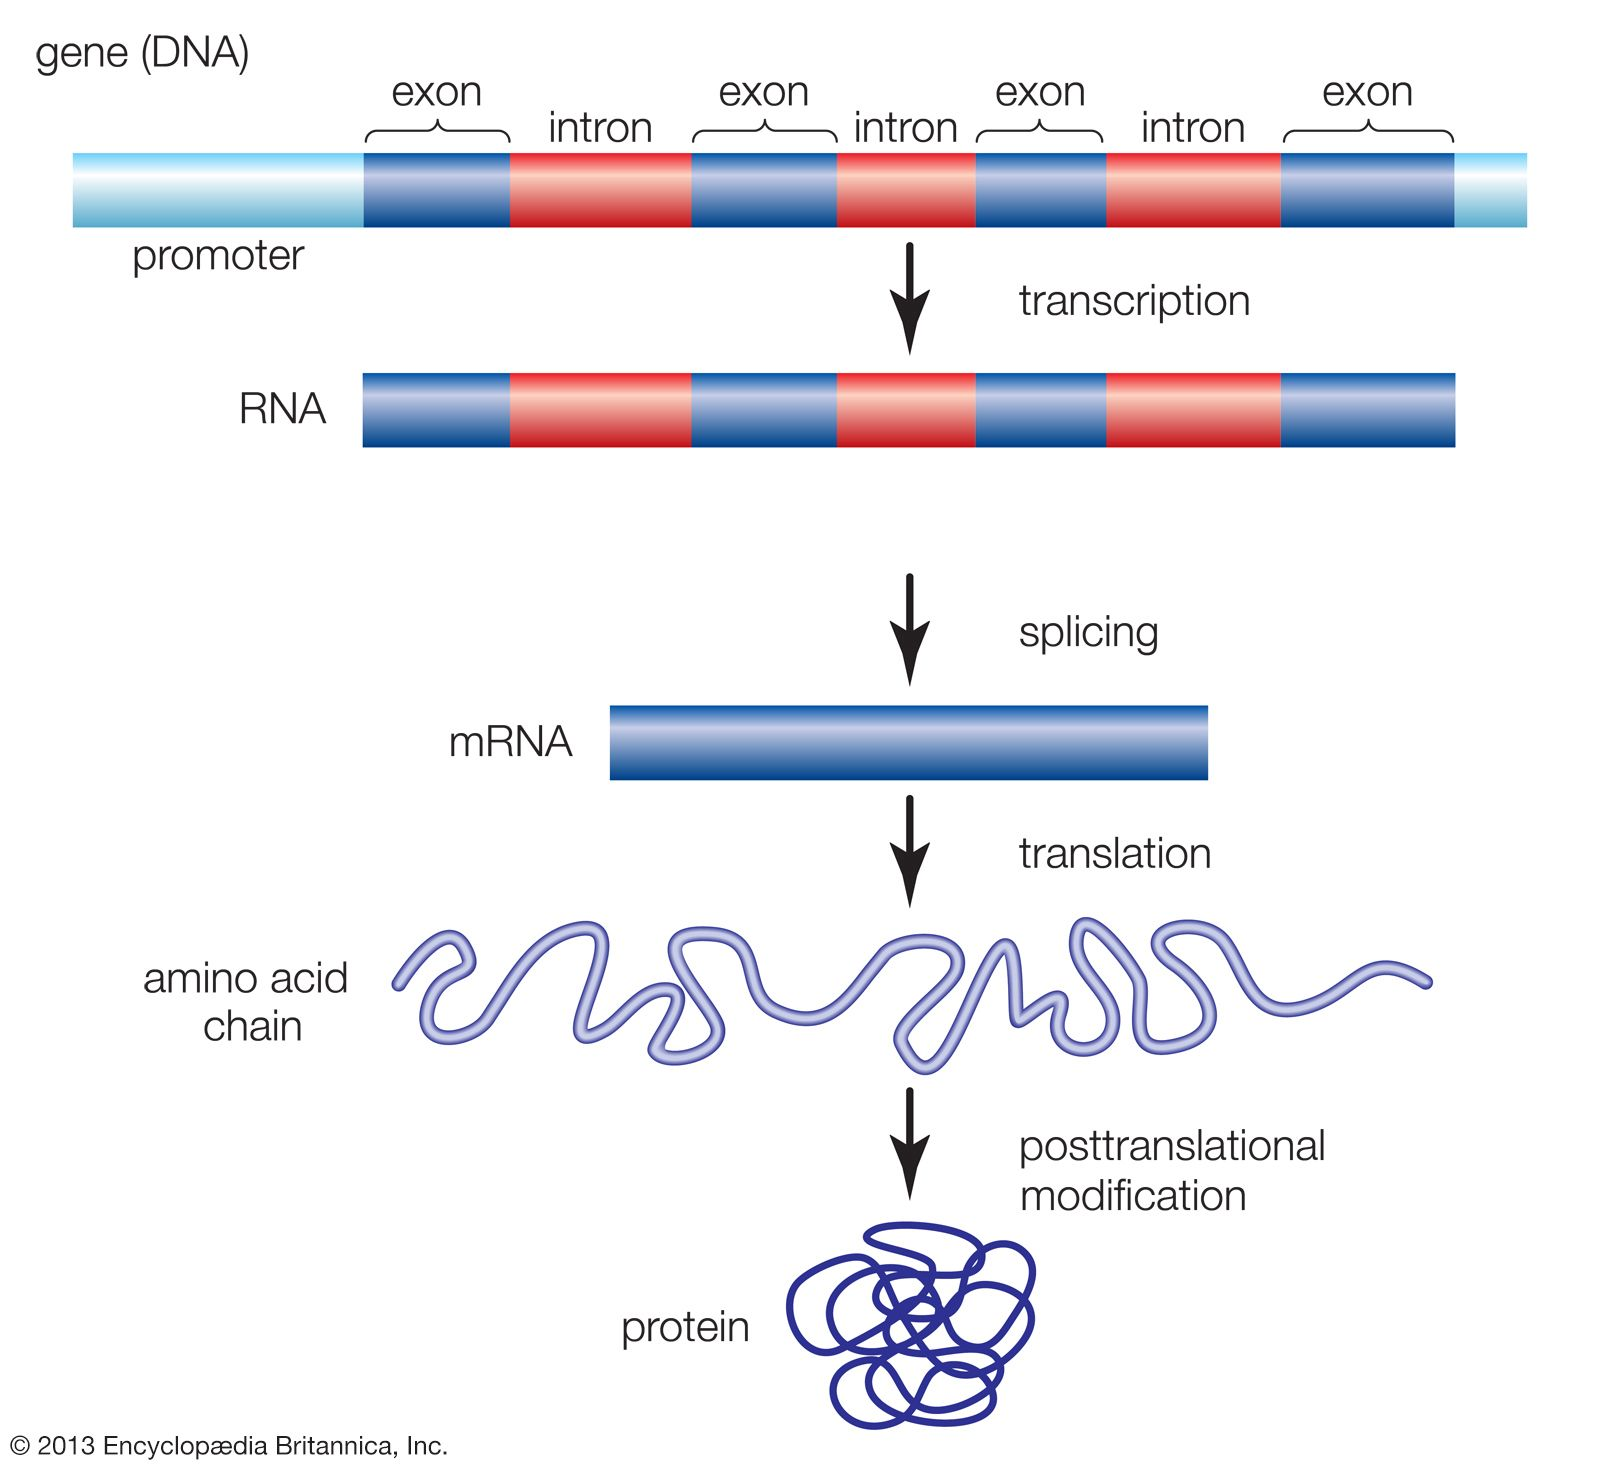 gene (DNA)
exon
exon
exon
exon
intron
intron
intron
promoter
transcription
RNA
splicing
mRNA
translation
amino acid
chain
posttranslational
modification
protein
© 2013 Encyclopædia Britannica, Inc.